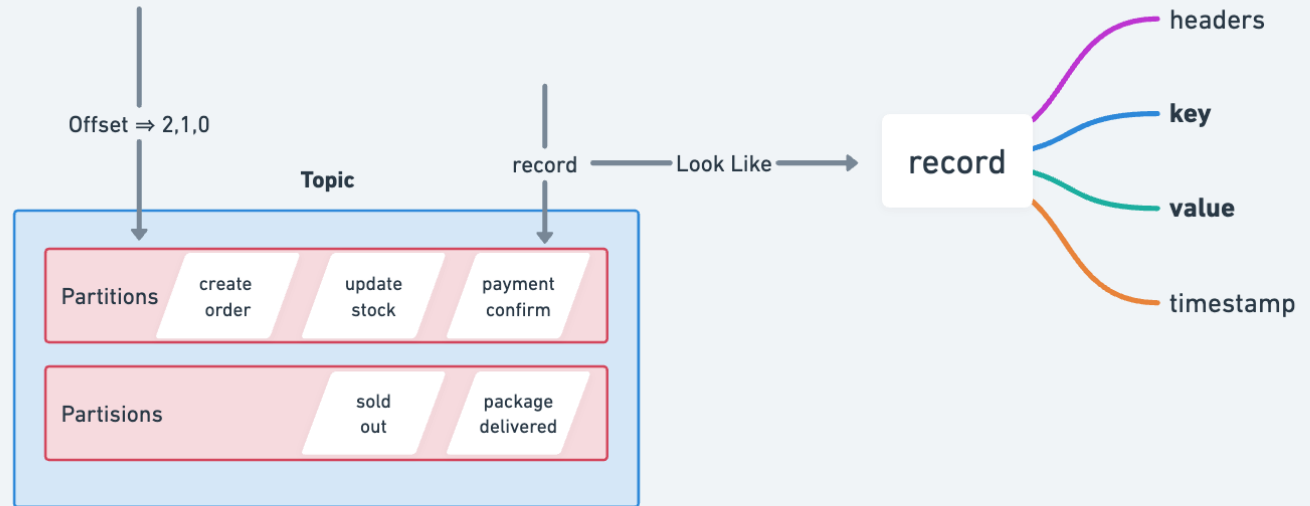 Offset ⇒ 2,1,0
Topic
record
Look Like
record
headers
key
value
timestamp
Partitions
create
order
update
stock
payment
confirm
Partisions
sold
out
package
delivered